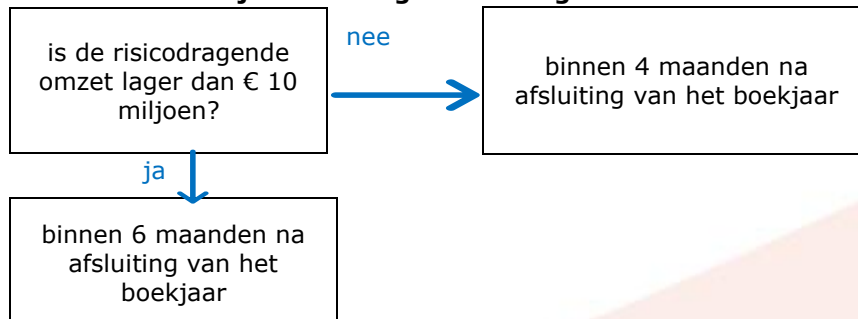 is de risicodragende
omzet lager dan € 10
miljoen?
nee
binnen 4 maanden na
afsluiting van het boekjaar
ja
binnen 6 maanden na
afsluiting van het
boekjaar